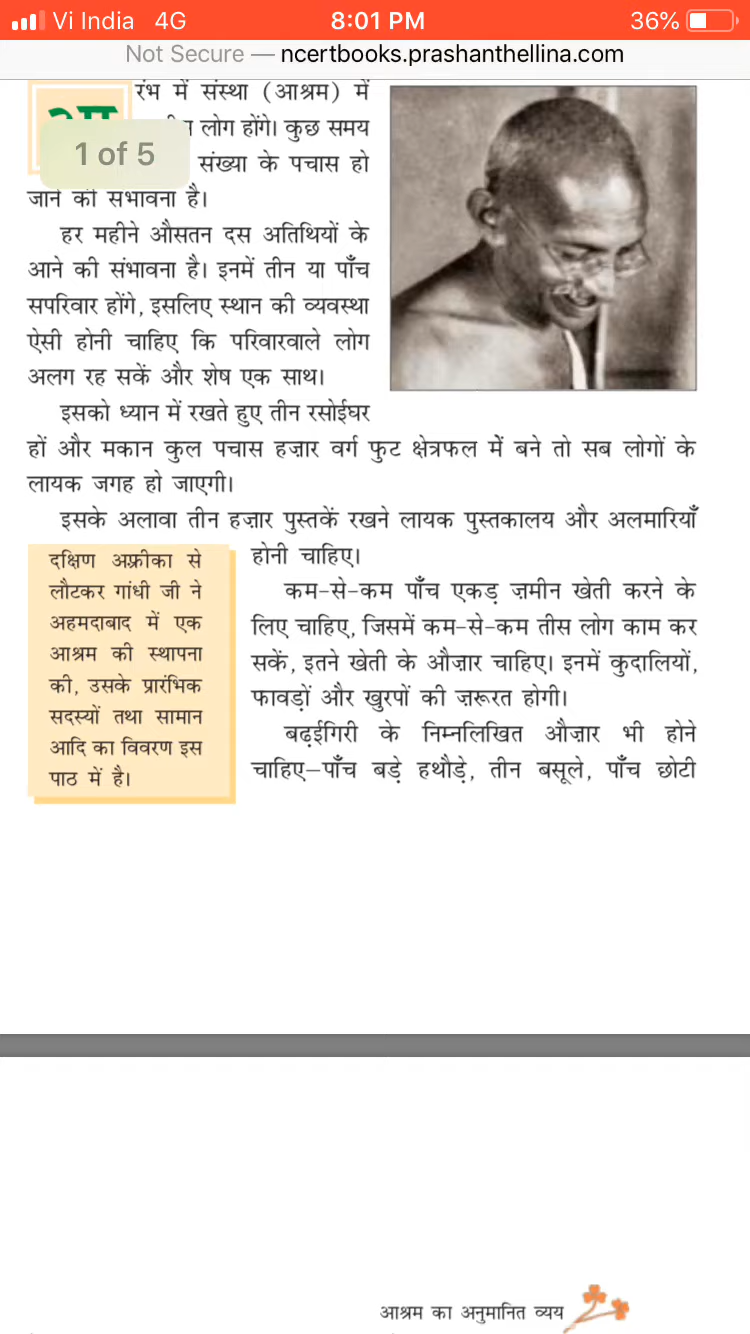 Vi India 4G 8:01 PM 36%
Not Secure — ncertbooks.prashanthellina.com
रंभ में संस्था (आश्रम) में
लोग होंगे। कुछ समय
1 of 5
संख्या के पचास हो
जाने की संभावना है।
हर महीने औसतन दस अतिथियों के
आने की संभावना है। इनमें तीन या पाँच
सपरिवार होंगे, इसलिए स्थान की व्यवस्था
ऐसी होनी चाहिए कि परिवारवाले लोग
अलग रह सकें और शेष एक साथ।
इसको ध्यान में रखते हुए तीन रसोईघर
हों और मकान कुल पचास हज़ार वर्ग फुट क्षेत्रफल में बने तो सब लोगों के
लायक जगह हो जाएगी।
इसके अलावा तीन हज़ार पुस्तकें रखने लायक पुस्तकालय और अलमारियाँ
होनी चाहिए।
कम-से-कम पाँच एकड़ ज़मीन खेती करने के
लिए चाहिए, जिसमें कम-से-कम तीस लोग काम कर
सकें, इतने खेती के औज़ार चाहिए। इनमें कुदालियों,
फावड़ों और खुरपों की ज़रूरत होगी।
बढ़ईगिरी के निम्नलिखित औज़ार भी होने
चाहिए–पाँच बड़े हथौड़े, तीन बसूले, पाँच छोटी
दक्षिण अफ़्रीका से
लौटकर गांधी जी ने
अहमदाबाद में एक
आश्रम की स्थापना
की, उसके प्रारंभिक
सदस्यों तथा सामान
आदि का विवरण इस
पाठ में है।
आश्रम का अनुमानित व्यय